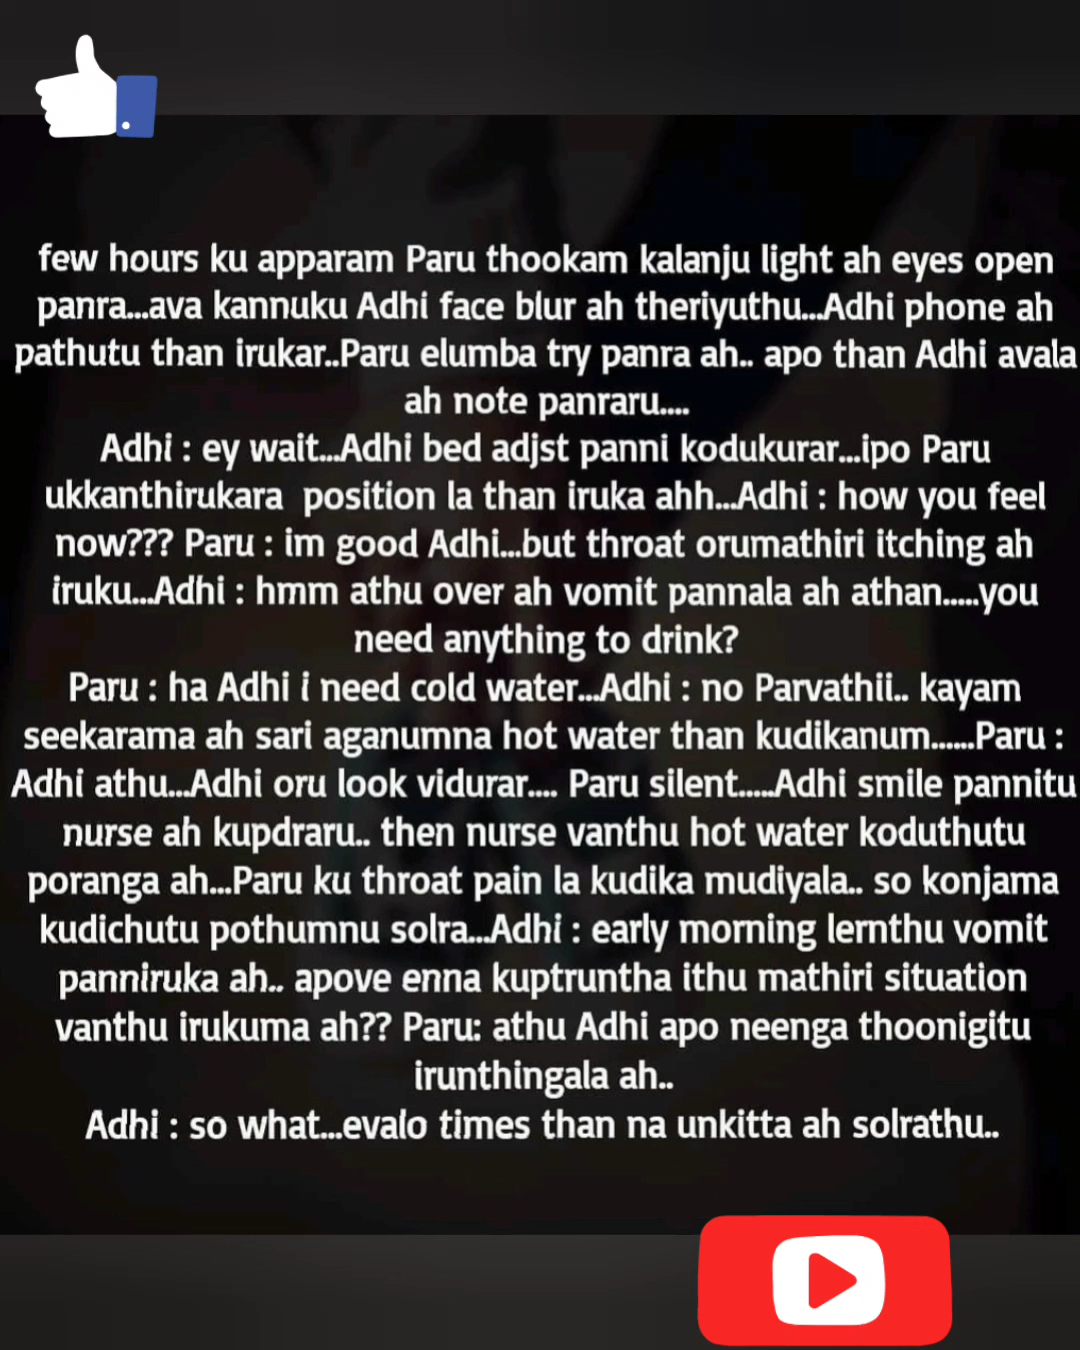 few hours ku apparam Paru thookam kalanju light ah eyes open
panra...ava kannuku Adhi face blur ah theriyuthu...Adhi phone ah
pathutu than irukar..Paru elumba try panra ah.. apo than Adhi avala
ah note panraru....
Adhi : ey wait...Adhi bed adjst panni kodukurar...ipo Paru
ukkanthirukara position la than iruka ahh...Adhi : how you feel
now??? Paru : im good Adhi...but throat orumathiri itching ah
iruku...Adhi : hmm athu over ah vomit pannala ah athan.....you
need anything to drink?
Paru : ha Adhi i need cold water...Adhi : no Parvathii.. kayam
seekarama ah sari aganumna hot water than kudikanum......Paru :
Adhi athu...Adhi oru look vidurar.... Paru silent.....Adhi smile pannitu
nurse ah kupdraru.. then nurse vanthu hot water koduthutu
poranga ah...Paru ku throat pain la kudika mudiyala.. so konjama
kudichutu pothumnu solra...Adhi : early morning lernthu vomit
panniruka ah.. apove enna kuptruntha ithu mathiri situation
vanthu irukuma ah?? Paru: athu Adhi apo neenga thoonigitu
irunthingala ah..
Adhi : so what...evalo times than na unkitta ah solrathu..